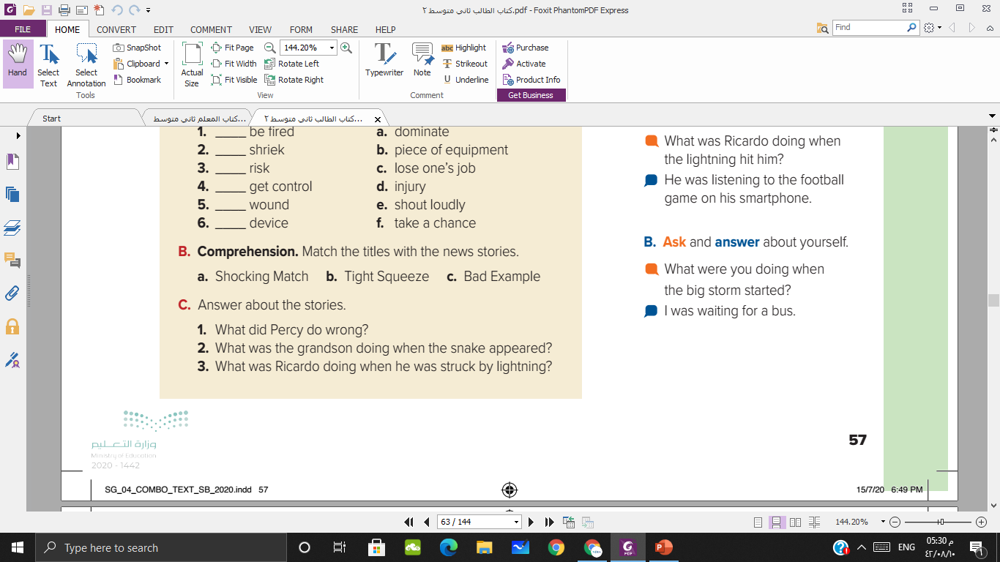 كتاب الطالب ثاني متوسط ٢.pdf - Foxit PhantomPDF Express
FILE HOME CONVERT EDIT COMMENT VIEW FORM SHARE HELP
Find
Hand
Select Text
Select Annotation
SnapShot
Clipboard
Bookmark
Tools
Actual Size
Fit Page
Fit Width
Fit Visible
144.20%
Rotate Left
Rotate Right
View
Typewriter
Note
Highlight
Strikeout
Underline
Comment
Purchase
Activate
Product Info
Get Business
Start
كتاب المعلم ثاني متوسط...
كتاب الطالب ثاني متوسط ٢...
1. ____ be fired a. dominate
2. ____ shriek b. piece of equipment
3. ____ risk c. lose one's job
4. ____ get control d. injury
5. ____ wound e. shout loudly
6. ____ device f. take a chance
B. Comprehension. Match the titles with the news stories.
a. Shocking Match b. Tight Squeeze c. Bad Example
C. Answer about the stories.
1. What did Percy do wrong?
2. What was the grandson doing when the snake appeared?
3. What was Ricardo doing when he was struck by lightning?
What was Ricardo doing when
the lightning hit him?
He was listening to the football
game on his smartphone.
B. Ask and answer about yourself.
What were you doing when
the big storm started?
I was waiting for a bus.
وزارة التعليم
Ministry of Education
2020 - 1442
57
SG_04_COMBO_TEXT_SB_2020.indd 57
15/7/20 6:49 PM
63 / 144
144.20%
Type here to search
ENG
05:30 م
٤٢/٠٨/١٠